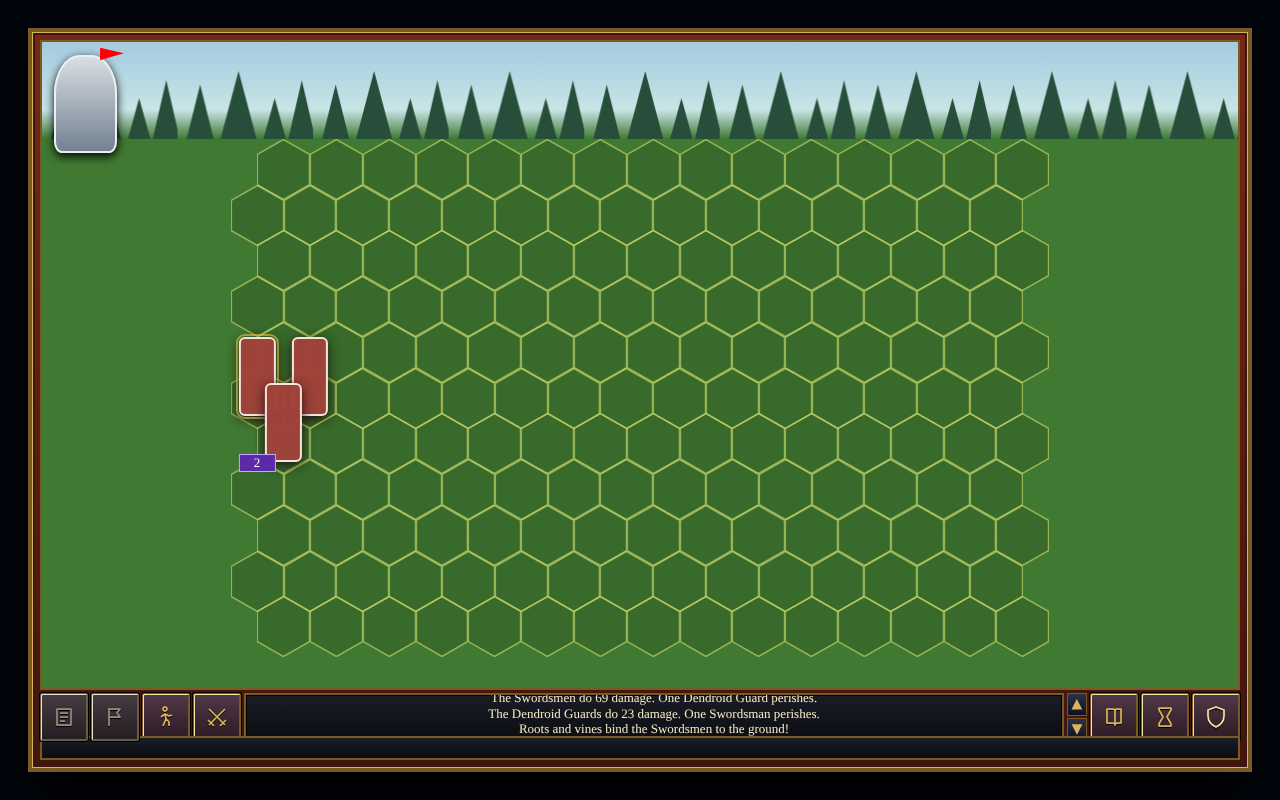 2
The Swordsmen do 69 damage. One Dendroid Guard perishes.
The Dendroid Guards do 23 damage. One Swordsman perishes.
Roots and vines bind the Swordsmen to the ground!